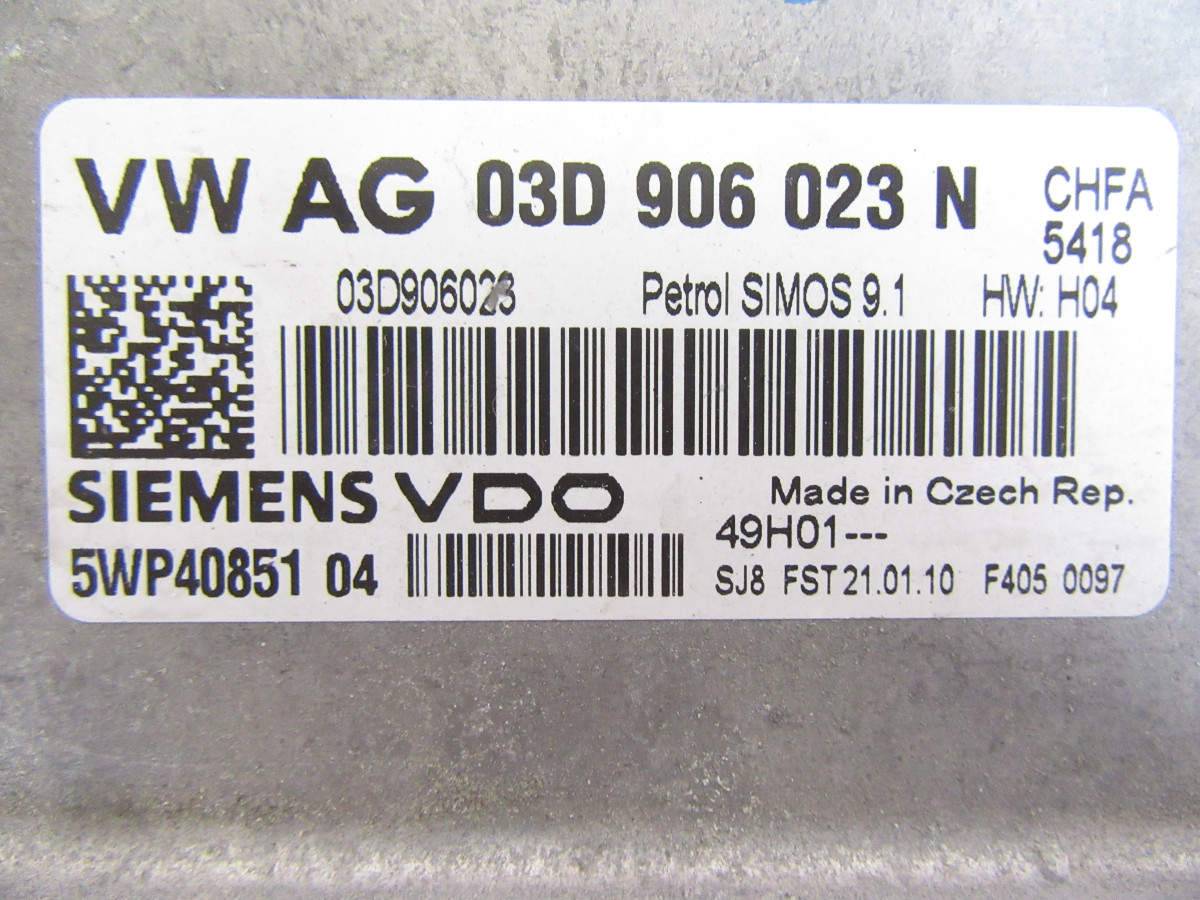 VW AG 03D 906 023 N CHFA
5418
03D906023 Petrol SIMOS 9.1 HW: H04
SIEMENS VDO Made in Czech Rep.
49H01---
5WP40851 04 SJ8 FST 21.01.10 F405 0097